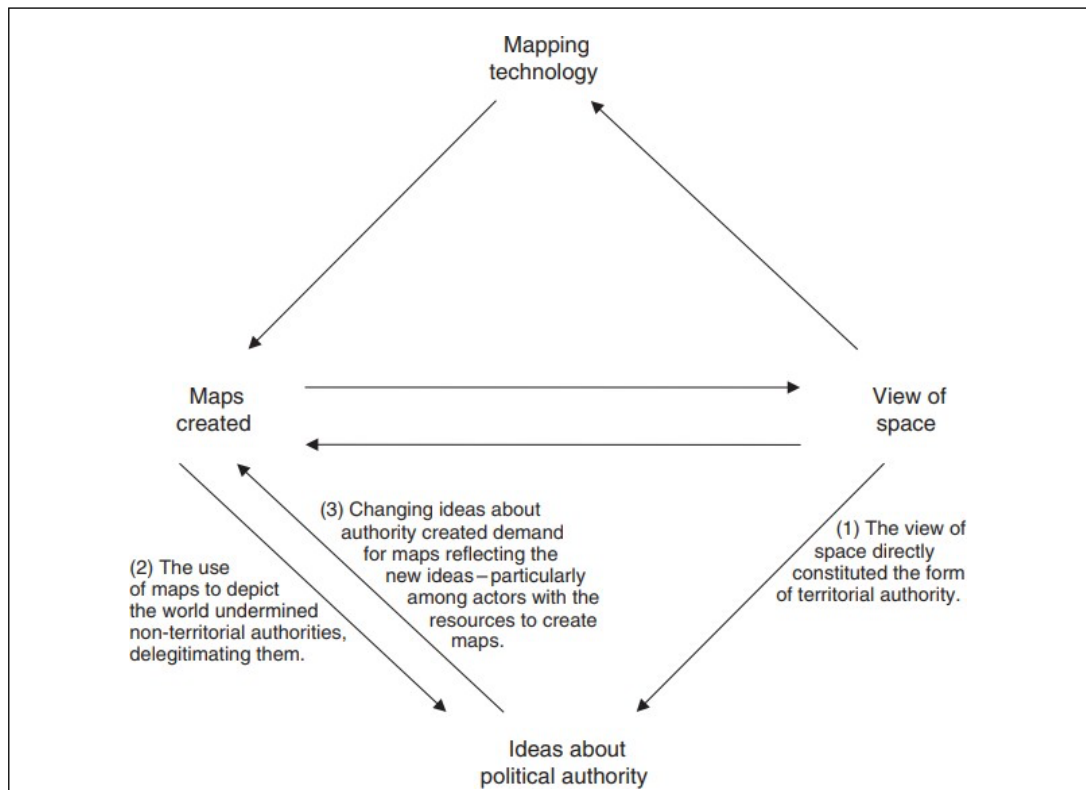 Mapping
technology
Maps
created
View of
space
(3) Changing ideas about
authority created demand
for maps reflecting the
new ideas – particularly
among actors with the
resources to create
maps.
(1) The view of
space directly
constituted the form
of territorial authority.
(2) The use
of maps to depict
the world undermined
non-territorial authorities,
delegitimating them.
Ideas about
political authority